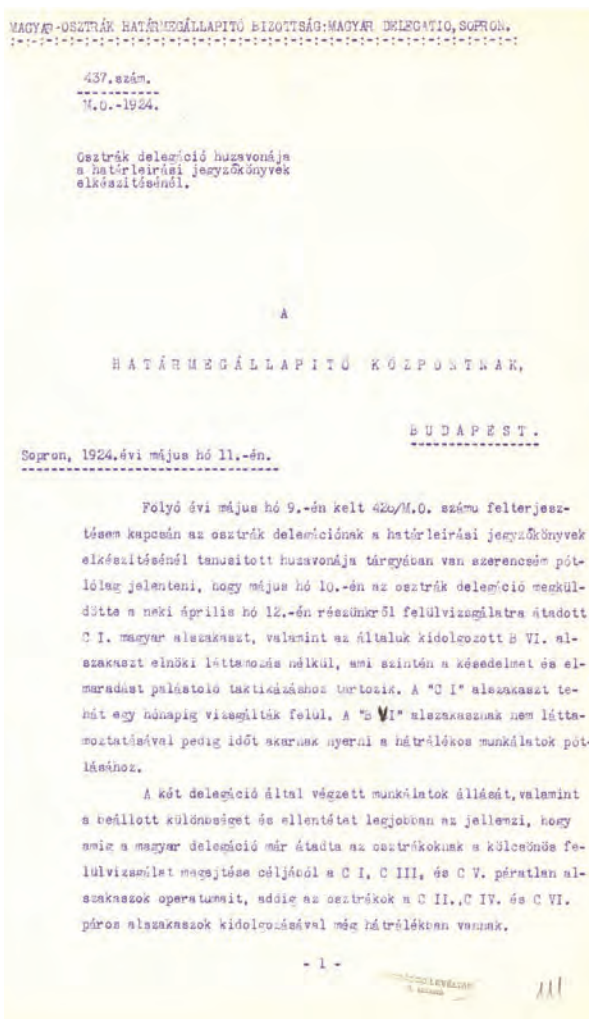 MAGYAR-OSZTRÁK HATÁRMEGÁLLAPITÓ BIZOTTSÁG:MAGYAR DELEGATIO,SOPRON.
437.szám.
M.O.-1924.
Osztrák delegáció huzavonája
a határleirási jegyzőkönyvek
elkészitésénél.
A
HATÁRMEGÁLLAPITÓ KÖZPONTNAK,
BUDAPEST.
Sopron, 1924.évi május hó 11.-én.
Folyó évi május hó 9.-én kelt 426/M.O. számu felterjesz-
tésem kapcsán az osztrák delegációnak a határleirási jegyzőkönyvek
elkészitésénél tanusitott huzavonája tárgyában van szerencsém pót-
lólag jelenteni, hogy május hó 10.-én az osztrák delegáció megkül-
dötte a neki április hó 12.-én részünkről felülvizsgálatra átadott
C I. magyar alszakaszt, valamint az általuk kidolgozott B VI. al-
szakaszt elnöki láttamozás nélkül, ami szintén a késedelmet és el-
maradást palástoló taktikázáshoz tartozik. A "C I" alszakaszt te-
hát egy hónapig vizsgálták felül. A "B VI" alszakasznak nem látta-
moztatásával pedig időt akarnak nyerni a hátrálékos munkálatok pót-
lásához.
A két delegáció által végzett munkálatok állását,valamint
a beállott különbséget és ellentétet legjobban az jellemzi, hogy
amig a magyar delegáció már átadta az osztrákoknak a kölcsönös fe-
lülvizsgálat megejtése céljából a C I, C III, és C V. páratlan al-
szakaszok operatumait, addig az osztrákok a C II.,C IV. és C VI.
páros alszakaszok kidolgozásával még hátrálékban vannak.
- 1 -
111